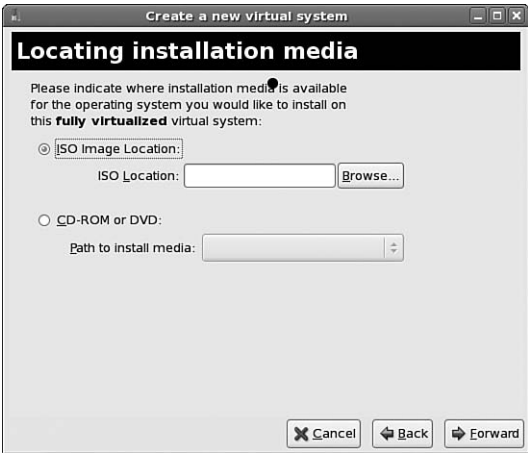 Create a new virtual system
Locating installation media
Please indicate where installation media is available
for the operating system you would like to install on
this fully virtualized virtual system:
ISO Image Location:
ISO Location:
Browse...
CD-ROM or DVD:
Path to install media:
Cancel
Back
Forward